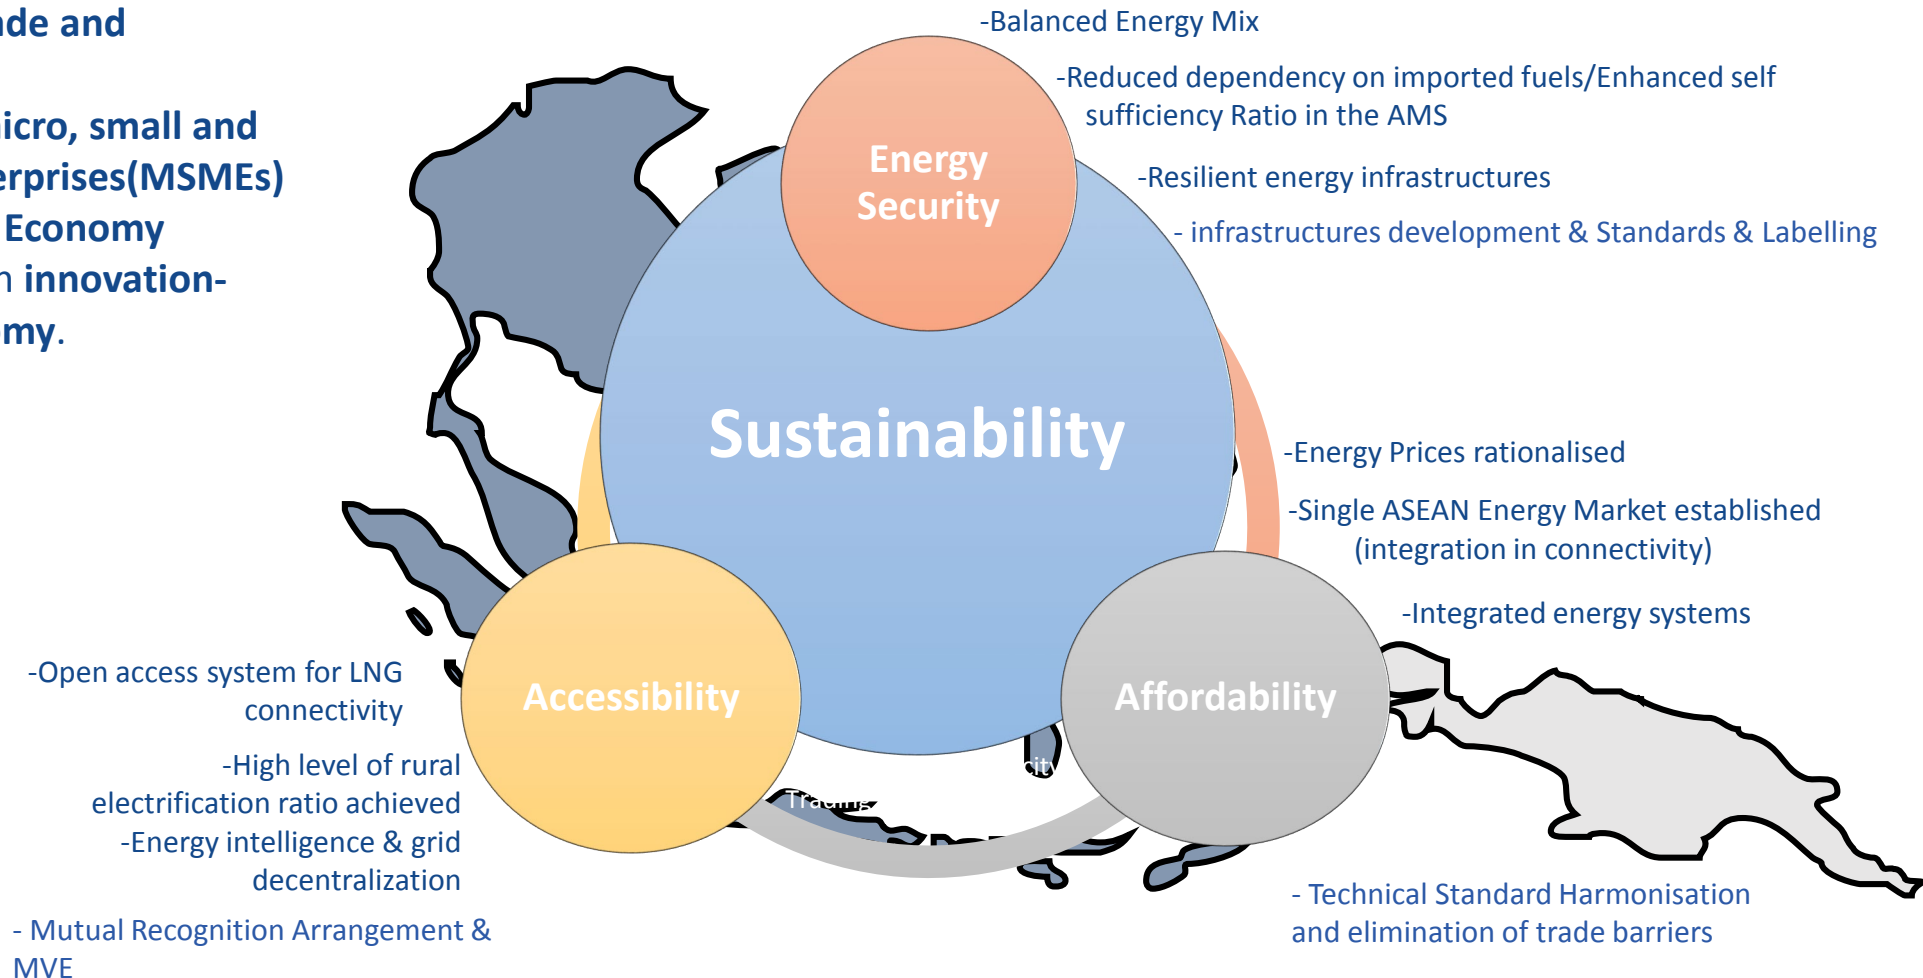 ade and
icro, small and
erprises(MSMEs)
Economy
n innovation-
omy.
-Balanced Energy Mix
-Reduced dependency on imported fuels/Enhanced self
sufficiency Ratio in the AMS
-Resilient energy infrastructures
- infrastructures development & Standards & Labelling
Energy
Security
Sustainability
-Energy Prices rationalised
-Single ASEAN Energy Market established
(integration in connectivity)
-Integrated energy systems
Affordability
- Technical Standard Harmonisation
and elimination of trade barriers
Accessibility
-Open access system for LNG
connectivity
-High level of rural
electrification ratio achieved
-Energy intelligence & grid
decentralization
- Mutual Recognition Arrangement &
MVE
city
Trading